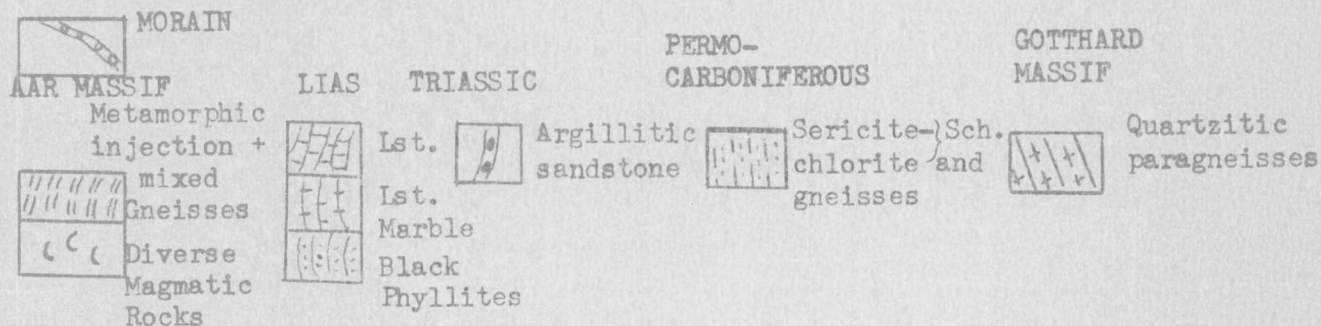 MORAIN
AAR MASSIF
Metamorphic
injection +
mixed
Gneisses
Diverse
Magmatic
Rocks
LIAS
Lst.
Lst.
Marble
Black
Phyllites
TRIASSIC
Argillitic
sandstone
PERMO-
CARBONIFEROUS
Sericite-}Sch.
chlorite and
gneisses
GOTTHARD
MASSIF
Quartzitic
paragneisses